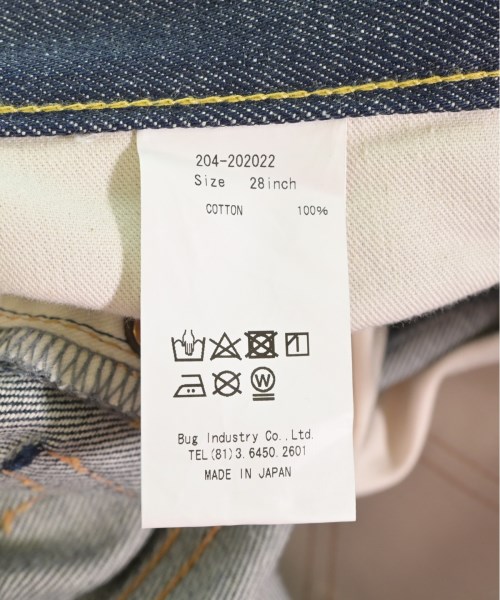 204-202022
Size 28inch
COTTON 100%
W
Bug Industry Co.,Ltd.
TEL(81)3.6450.2601
MADE IN JAPAN